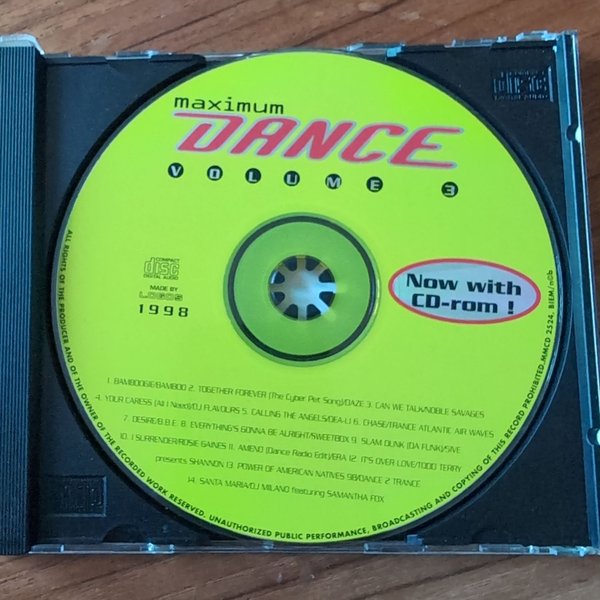 maximum
DANCE
VOLUME 3
COMPACT
disc
DIGITAL AUDIO
MADE BY
LOGOS
1998
Now with
CD-rom !
1. BAMBOOGIE/BAMBOO 2. TOGETHER FOREVER (The Cyber Pet Song)/DAZE 3. CAN WE TALK/NOBLE SAVAGES
4. YOUR CARESS (All I Need)/DJ FLAVOURS 5. CALLING THE ANGELS/DEA-LI 6. CHASE/TRANCE ATLANTIC AIR WAVES
7. DESIRE/B.B.E. 8. EVERYTHING'S GONNA BE ALRIGHT/SWEETBOX 9. SLAM DUNK (DA FUNK)/5IVE
10. I SURRENDER/ROSIE GAINES 11. AMENO (Dance Radio Edit)/ERA 12. IT'S OVER LOVE/TODD TERRY
presents SHANNON 13. POWER OF AMERICAN NATIVES 98/DANCE 2 TRANCE
14. SANTA MARIA/DJ MILANO featuring SAMANTHA FOX
ALL RIGHTS OF THE PRODUCER AND OF THE OWNER OF THE RECORDED WORK RESERVED. UNAUTHORIZED PUBLIC PERFORMANCE, BROADCASTING AND COPYING OF THIS RECORD PROHIBITED. MMCD 2524. BIEM/n©b
disc